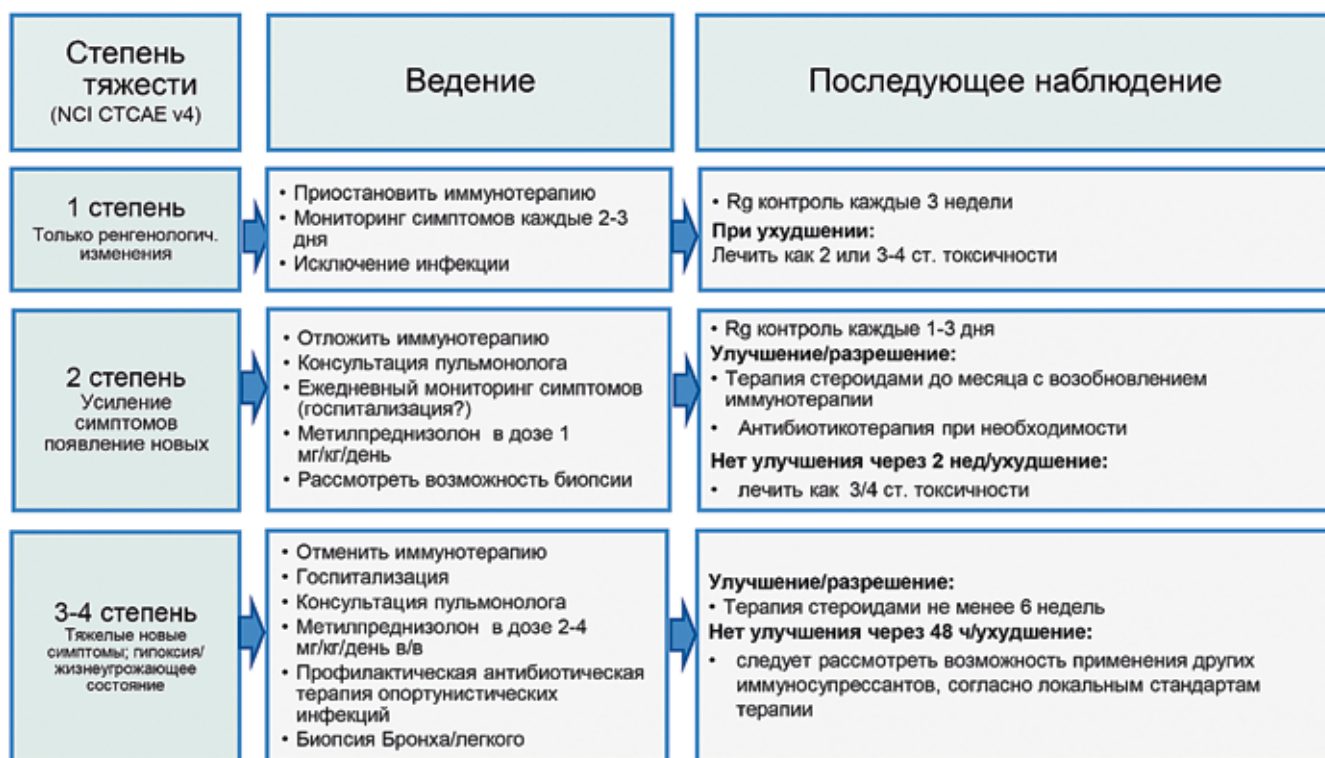 Степень
тяжести
(NCI CTCAE v4)
Ведение
Последующее наблюдение
1 степень
Только ренгенологич.
изменения
• Приостановить иммунотерапию
• Мониторинг симптомов каждые 2-3
дня
• Исключение инфекции
• Rg контроль каждые 3 недели
При ухудшении:
Лечить как 2 или 3-4 ст. токсичности
2 степень
Усиление
симптомов
появление новых
• Отложить иммунотерапию
• Консультация пульмонолога
• Ежедневный мониторинг симптомов
(госпитализация?)
• Метилпреднизолон в дозе 1
мг/кг/день
• Рассмотреть возможность биопсии
• Rg контроль каждые 1-3 дня
Улучшение/разрешение:
• Терапия стероидами до месяца с возобновлением
иммунотерапии
• Антибиотикотерапия при необходимости
Нет улучшения через 2 нед/ухудшение:
• лечить как 3/4 ст. токсичности
3-4 степень
Тяжелые новые
симптомы; гипоксия/
жизнеугрожающее
состояние
• Отменить иммунотерапию
• Госпитализация
• Консультация пульмонолога
• Метилпреднизолон в дозе 2-4
мг/кг/день в/в
• Профилактическая антибиотическая
терапия опортунистических
инфекций
• Биопсия Бронха/легкого
Улучшение/разрешение:
• Терапия стероидами не менее 6 недель
Нет улучшения через 48 ч/ухудшение:
• следует рассмотреть возможность применения других
иммуносупрессантов, согласно локальным стандартам
терапии